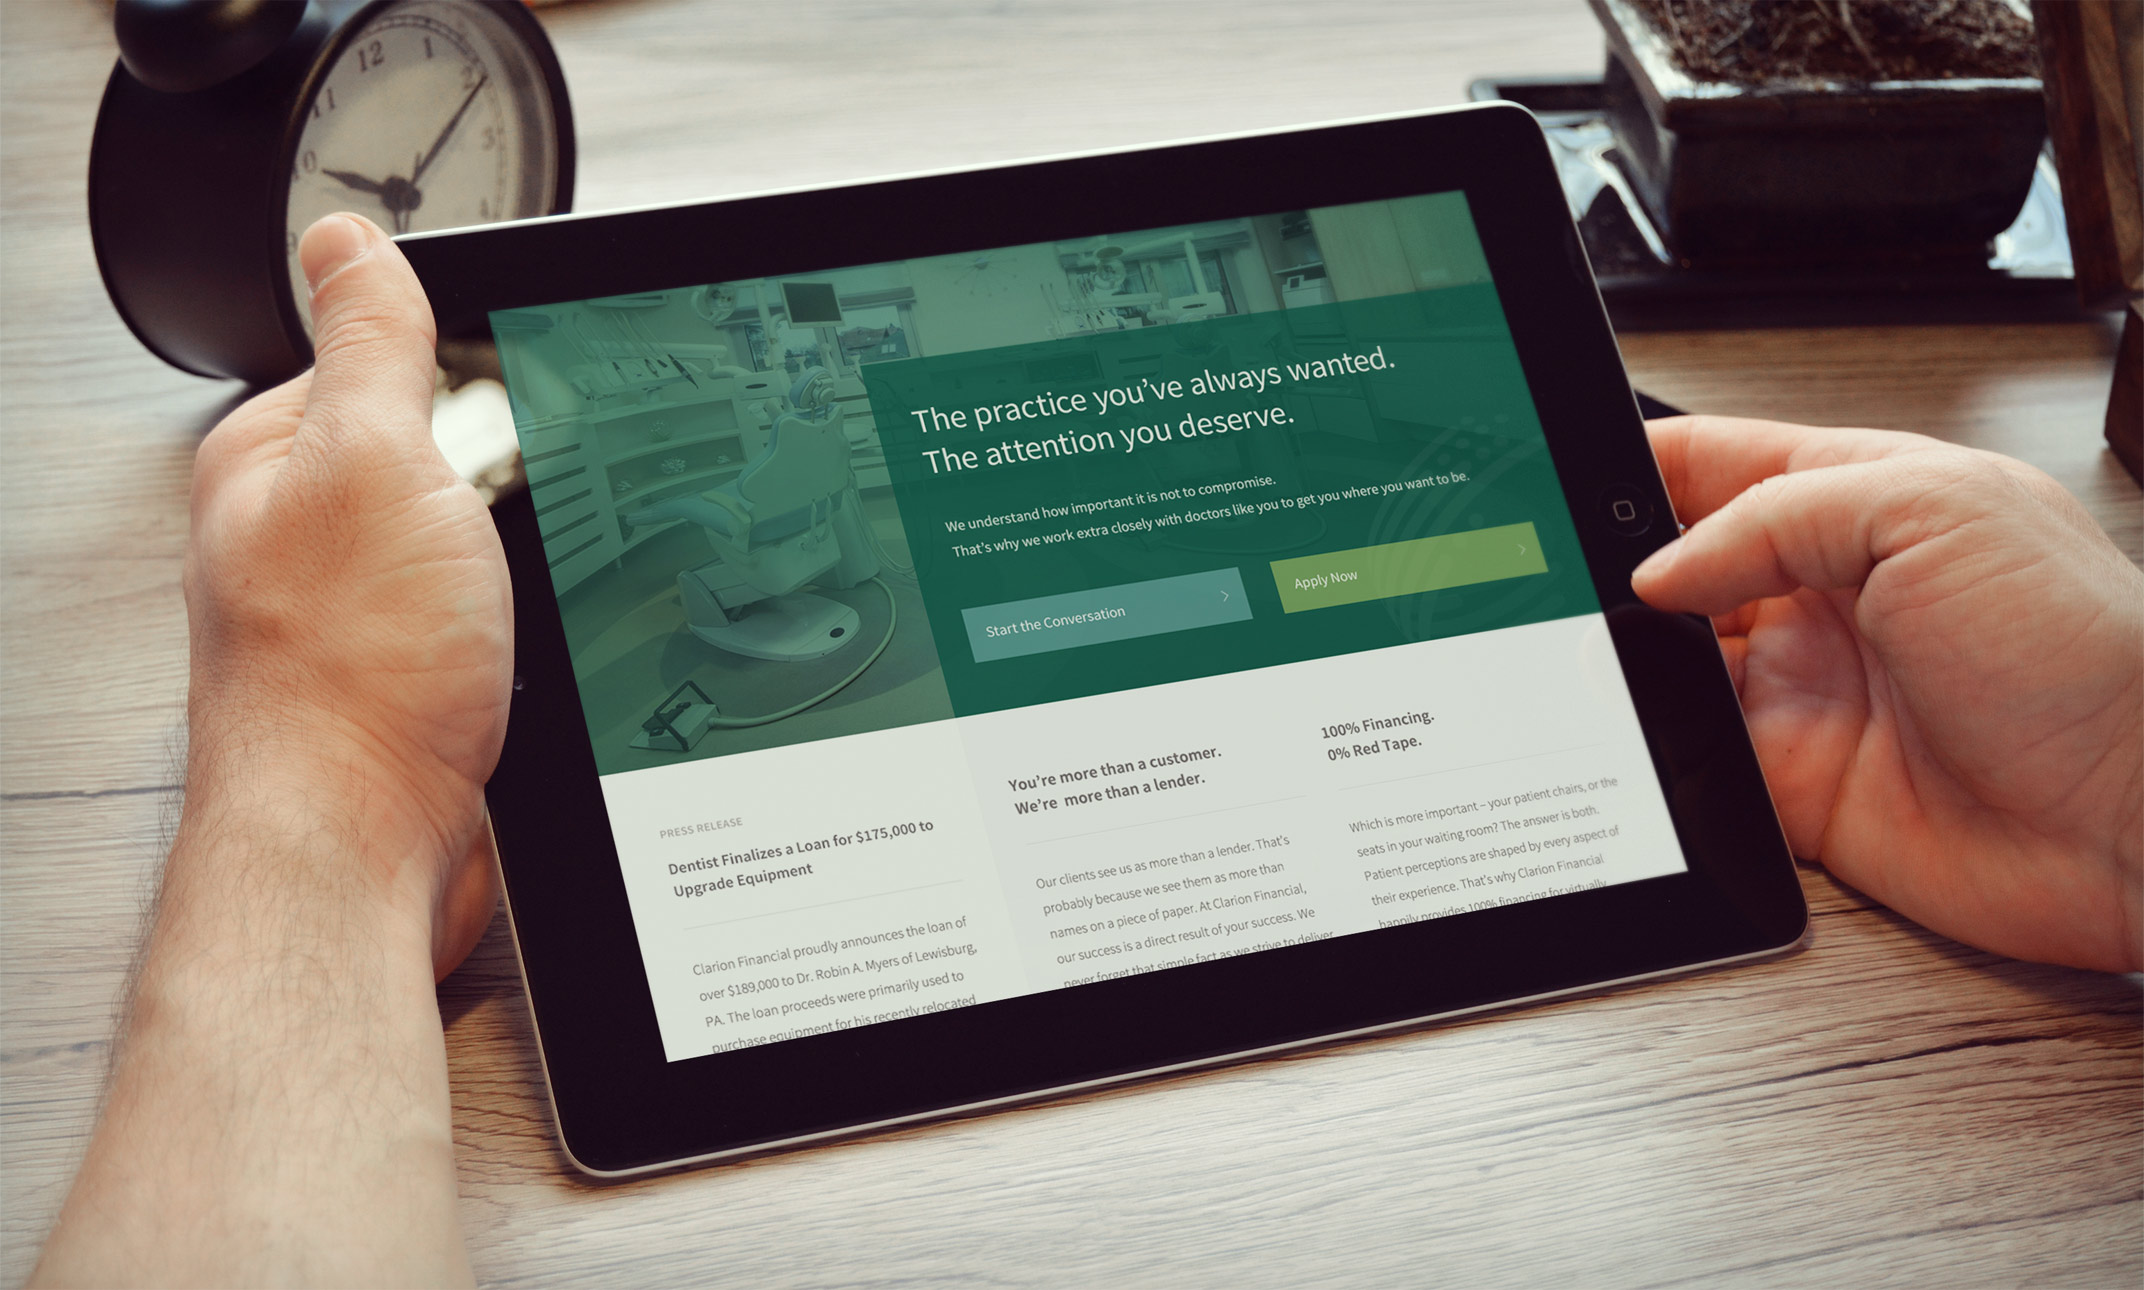 12
1
2
11
3
10
4
9
The practice you've always wanted.
The attention you deserve.
We understand how important it is not to compromise.
That's why we work extra closely with doctors like you to get you where you want to be.
Start the Conversation
Apply Now
PRESS RELEASE
Dentist Finalizes a Loan for $175,000 to
Upgrade Equipment
Clarion Financial proudly announces the loan of
over $189,000 to Dr. Robin A. Myers of Lewisburg,
PA. The loan proceeds were primarily used to
purchase equipment for his recently relocated
You're more than a customer.
We're more than a lender.
Our clients see us as more than a lender. That's
probably because we see them as more than
names on a piece of paper. At Clarion Financial,
our success is a direct result of your success. We
never forget that simple fact as we strive to deliver
100% Financing.
0% Red Tape.
Which is more important – your patient chairs, or the
seats in your waiting room? The answer is both.
Patient perceptions are shaped by every aspect of
their experience. That's why Clarion Financial
happily provides 100% financing for virtually